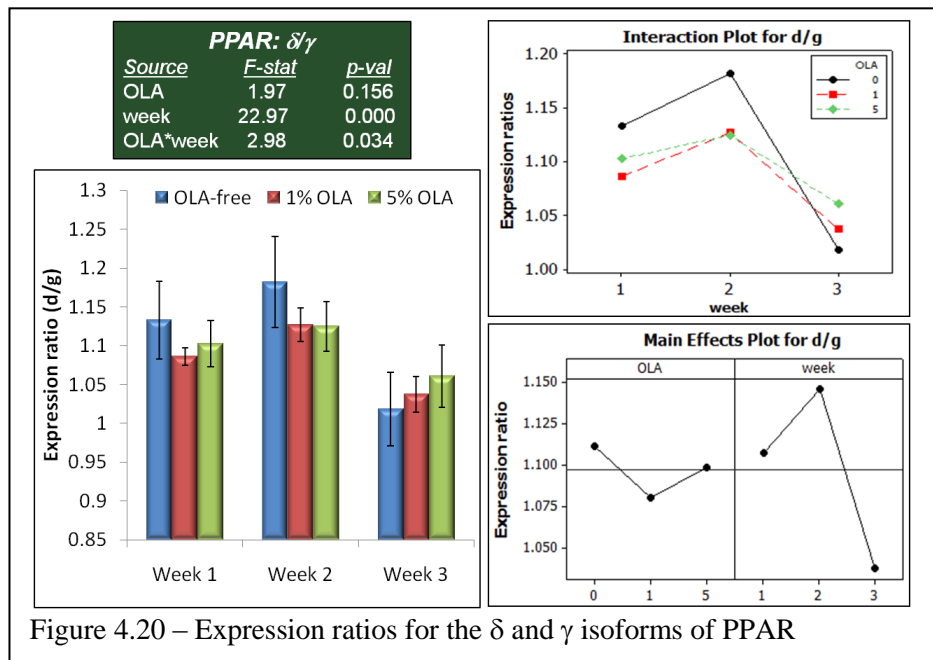 PPAR: δ/γ
Source F-stat p-val
OLA 1.97 0.156
week 22.97 0.000
OLA*week 2.98 0.034
Interaction Plot for d/g
1.20
1.15
1.10
1.05
1.00
Expression ratios
OLA
0
1
5
1 2 3
week
1.3
1.25
1.2
1.15
1.1
1.05
1
0.95
0.9
0.85
Expression ratio (d/g)
OLA-free 1% OLA 5% OLA
Week 1 Week 2 Week 3
Main Effects Plot for d/g
OLA week
1.150
1.100
1.050
Expression ratio
0 1 5 1 2 3
Figure 4.20 – Expression ratios for the δ and γ isoforms of PPAR